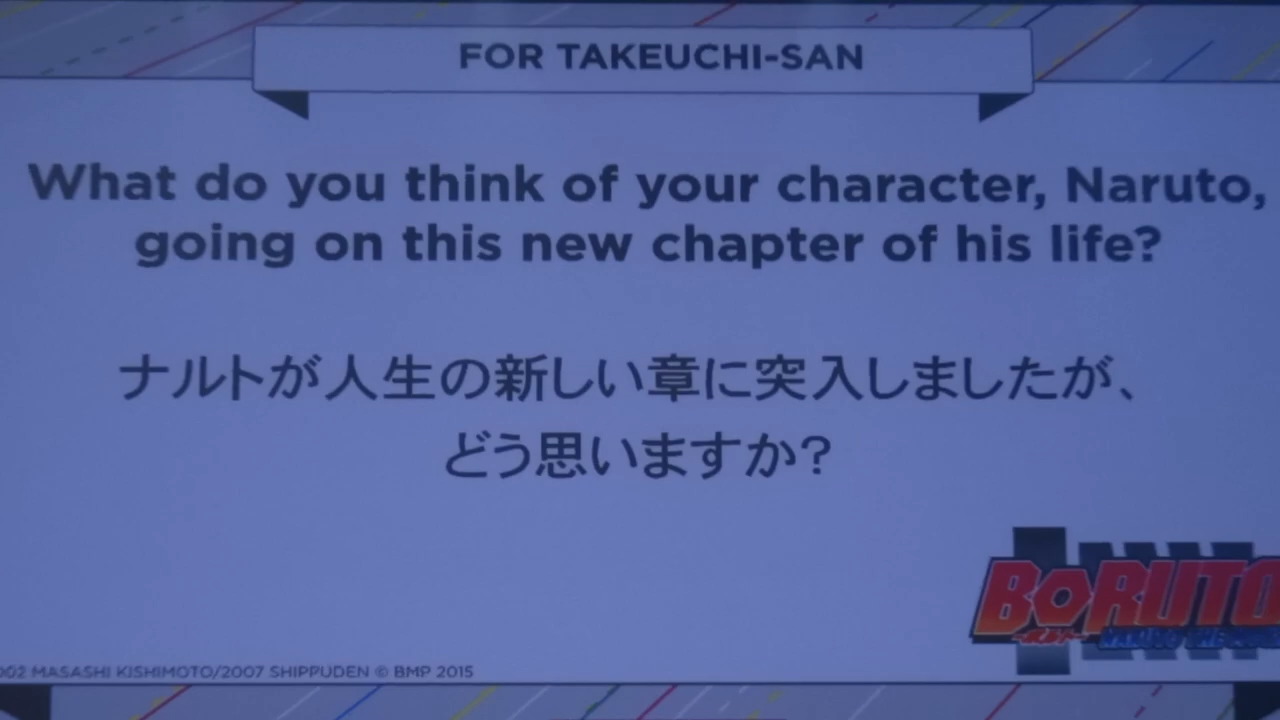 FOR TAKEUCHI-SAN
What do you think of your character, Naruto,
going on this new chapter of his life?
ナルトが人生の新しい章に突入しましたが、
どう思いますか?
BORUTO
002 MASASHI KISHIMOTO/2007 SHIPPUDEN © BMP 2015